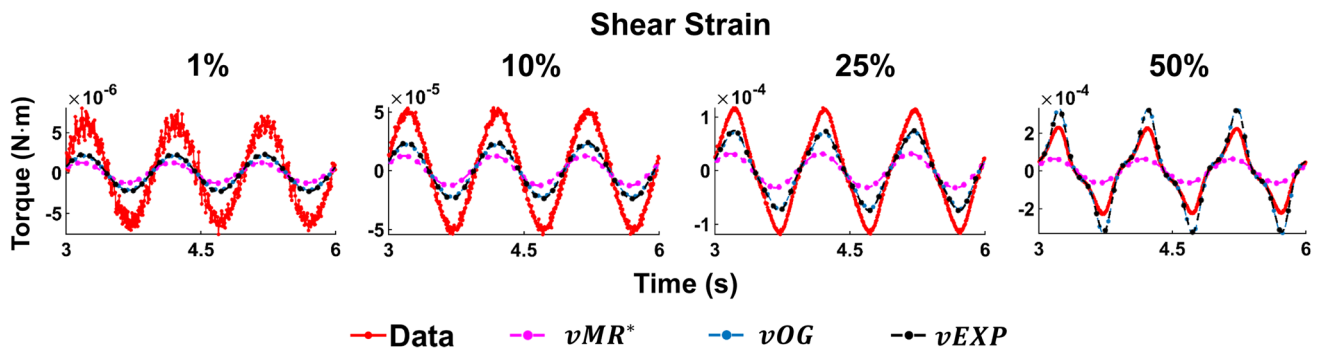 Shear Strain
1% 10% 25% 50%
×10⁻⁶ ×10⁻⁵ ×10⁻⁴ ×10⁻⁴
Torque (N·m)
5 0 -5
5 0 -5
1 0 -1
2 0 -2
3 4.5 6 3 4.5 6 3 4.5 6 3 4.5 6
Time (s)
Data vMR* vOG vEXP